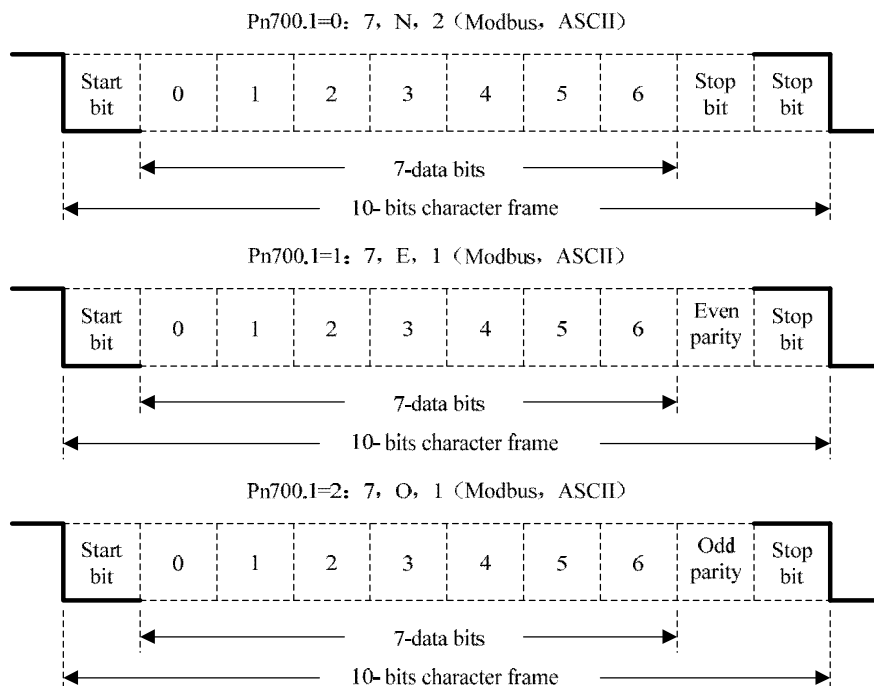 Pn700.1=0: 7, N, 2 (Modbus, ASCII)
Start bit 0 1 2 3 4 5 6 Stop bit Stop bit
7-data bits
10- bits character frame
Pn700.1=1: 7, E, 1 (Modbus, ASCII)
Start bit 0 1 2 3 4 5 6 Even parity Stop bit
7-data bits
10- bits character frame
Pn700.1=2: 7, O, 1 (Modbus, ASCII)
Start bit 0 1 2 3 4 5 6 Odd parity Stop bit
7-data bits
10- bits character frame